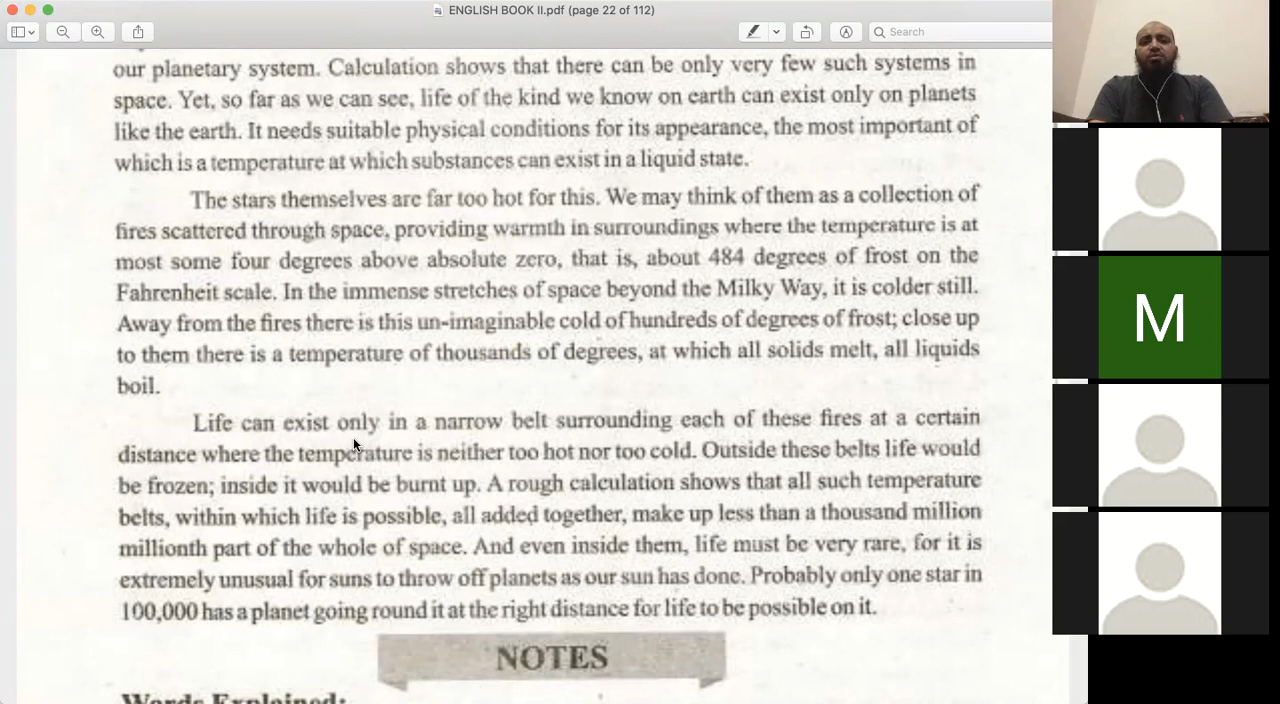 ENGLISH BOOK II.pdf (page 22 of 112)
Search
our planetary system. Calculation shows that there can be only very few such systems in
space. Yet, so far as we can see, life of the kind we know on earth can exist only on planets
like the earth. It needs suitable physical conditions for its appearance, the most important of
which is a temperature at which substances can exist in a liquid state.
The stars themselves are far too hot for this. We may think of them as a collection of
fires scattered through space, providing warmth in surroundings where the temperature is at
most some four degrees above absolute zero, that is, about 484 degrees of frost on the
Fahrenheit scale. In the immense stretches of space beyond the Milky Way, it is colder still.
Away from the fires there is this un-imaginable cold of hundreds of degrees of frost; close up
to them there is a temperature of thousands of degrees, at which all solids melt, all liquids
boil.
Life can exist only in a narrow belt surrounding each of these fires at a certain
distance where the temperature is neither too hot nor too cold. Outside these belts life would
be frozen; inside it would be burnt up. A rough calculation shows that all such temperature
belts, within which life is possible, all added together, make up less than a thousand million
millionth part of the whole of space. And even inside them, life must be very rare, for it is
extremely unusual for suns to throw off planets as our sun has done. Probably only one star in
100,000 has a planet going round it at the right distance for life to be possible on it.
NOTES
Words Explained:
M